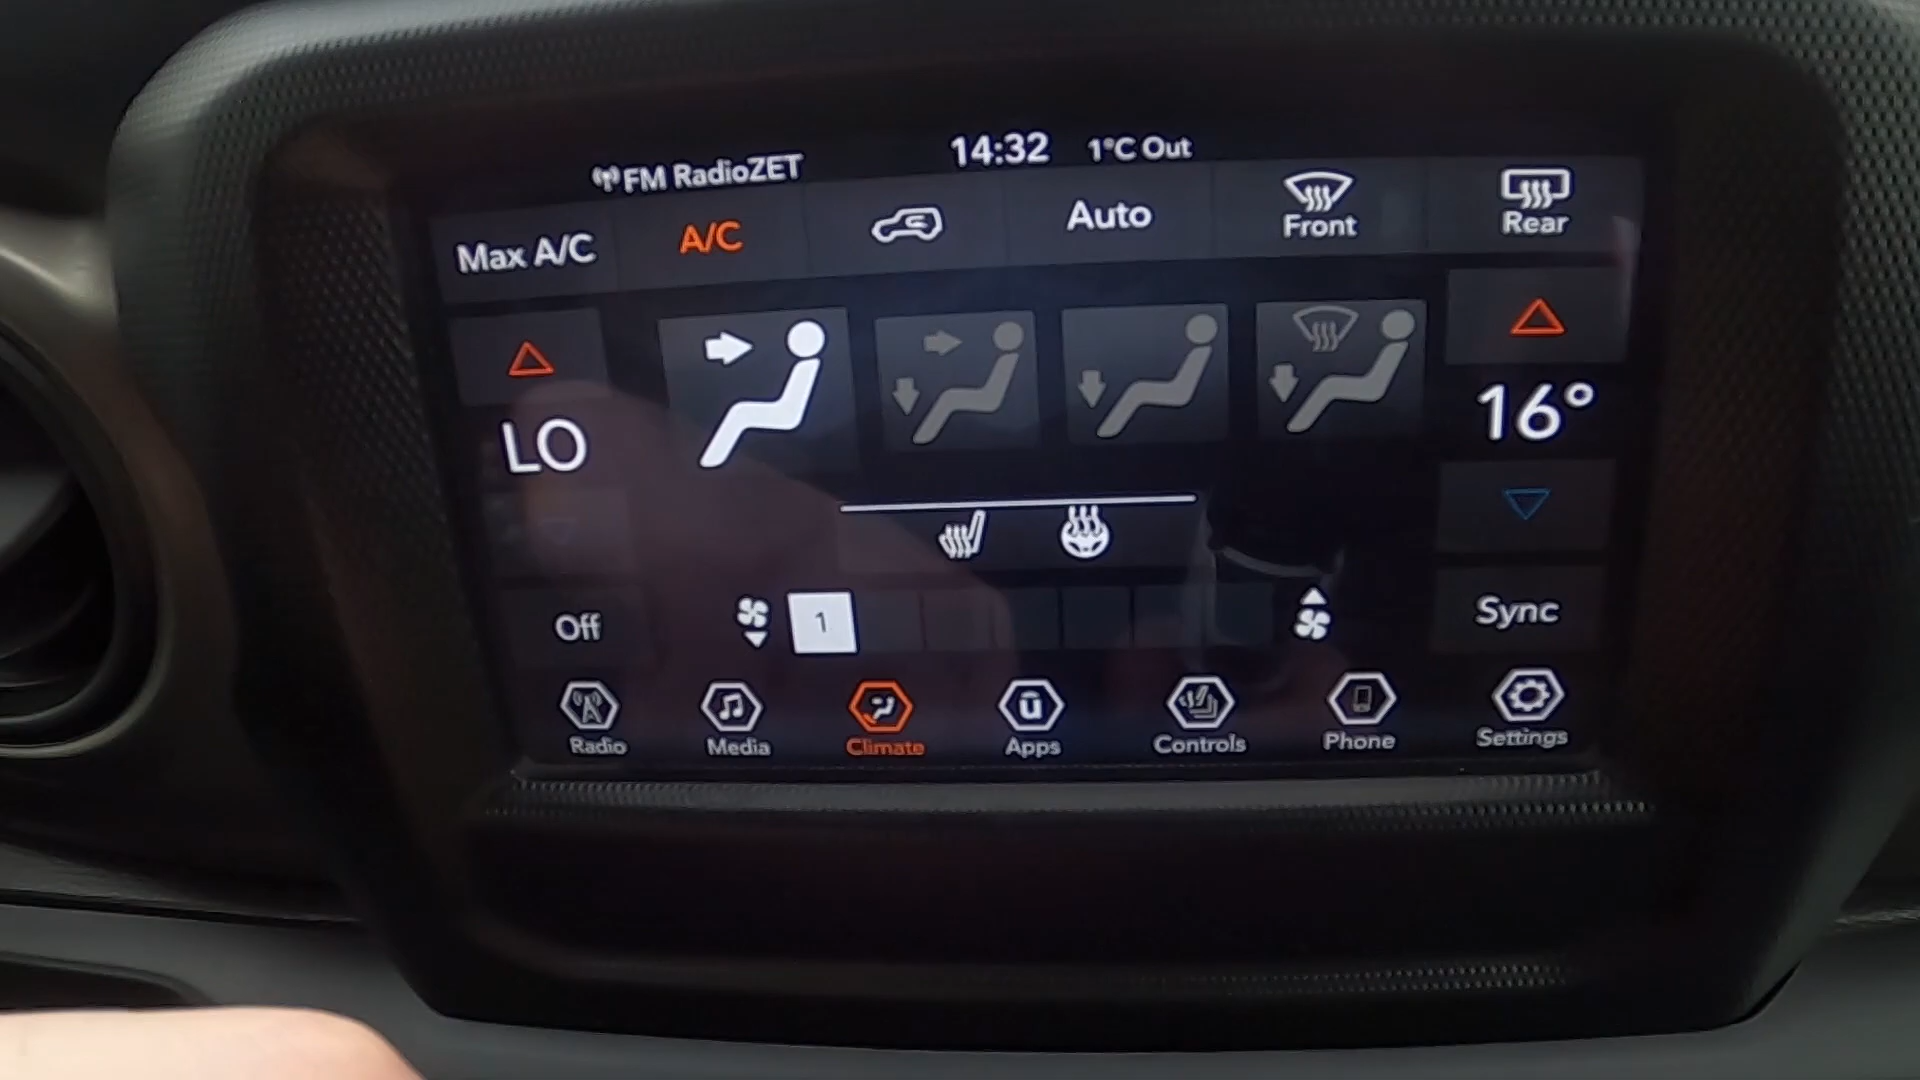 FM RadioZET 14:32 1°C Out
Max A/C A/C Auto Front Rear
LO 16°
Off 1 Sync
Radio Media Climate Apps Controls Phone Settings